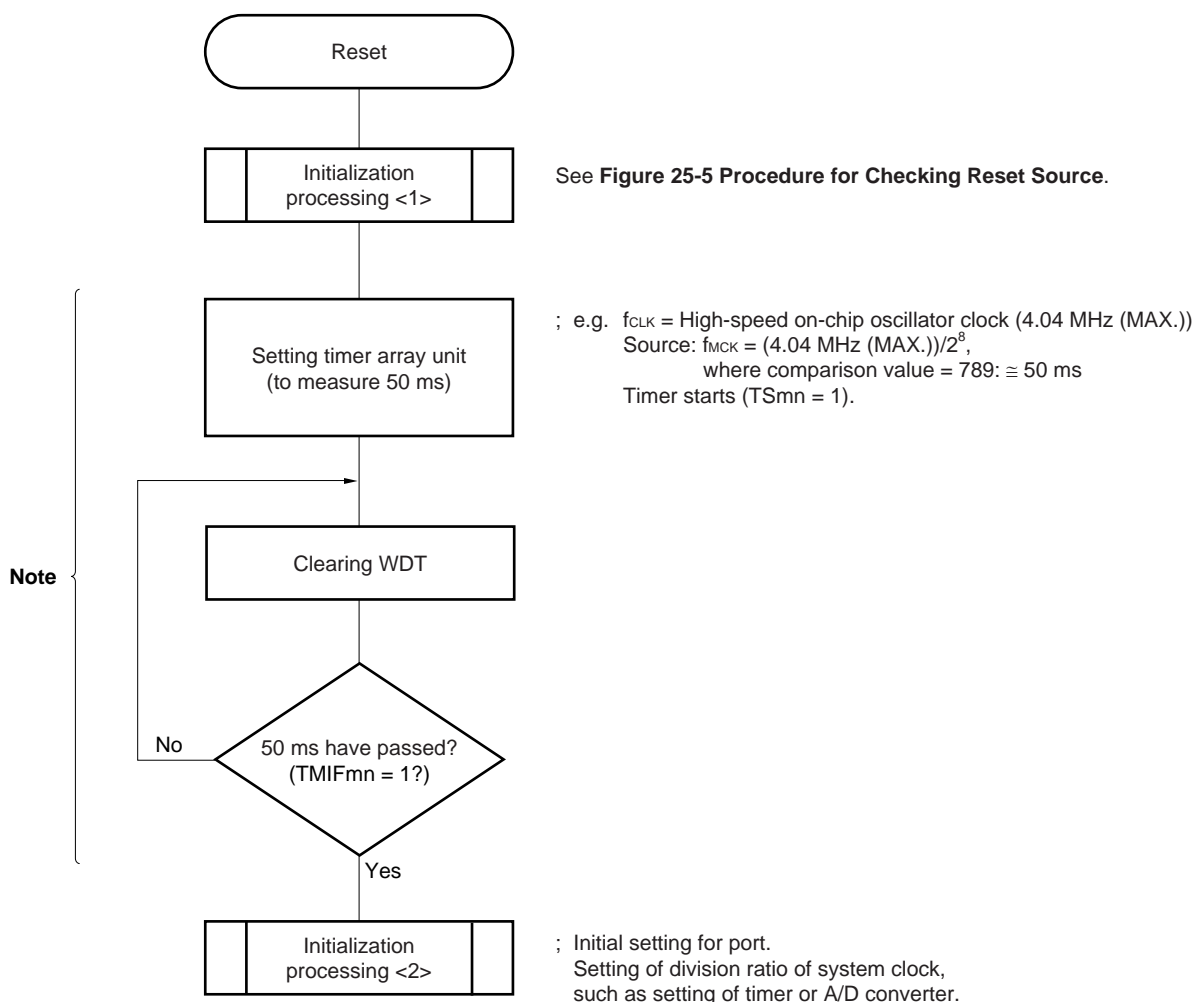 Reset
Initialization
processing <1>
See Figure 25-5 Procedure for Checking Reset Source.
Setting timer array unit
(to measure 50 ms)
; e.g. fCLK = High-speed on-chip oscillator clock (4.04 MHz (MAX.))
Source: fMCK = (4.04 MHz (MAX.))/2⁸,
where comparison value = 789: ≅ 50 ms
Timer starts (TSmn = 1).
Note
Clearing WDT
No
50 ms have passed?
(TMIFmn = 1?)
Yes
Initialization
processing <2>
; Initial setting for port.
Setting of division ratio of system clock,
such as setting of timer or A/D converter.